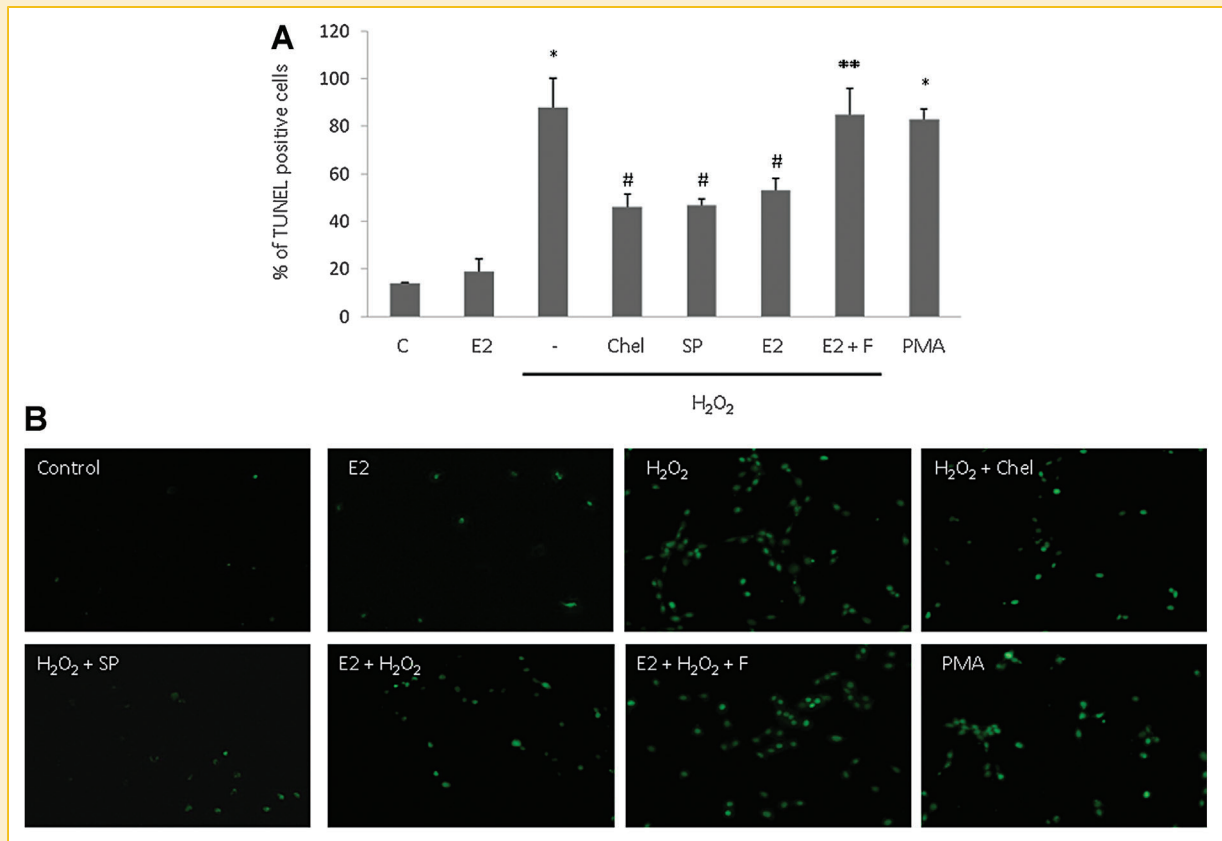 A
% of TUNEL positive cells
120
100
80
60
40
20
0
*
#
#
#
**
*
C E2 - Chel SP E2 E2 + F PMA
H₂O₂
B
Control E2 H₂O₂ H₂O₂ + Chel
H₂O₂ + SP E2 + H₂O₂ E2 + H₂O₂ + F PMA